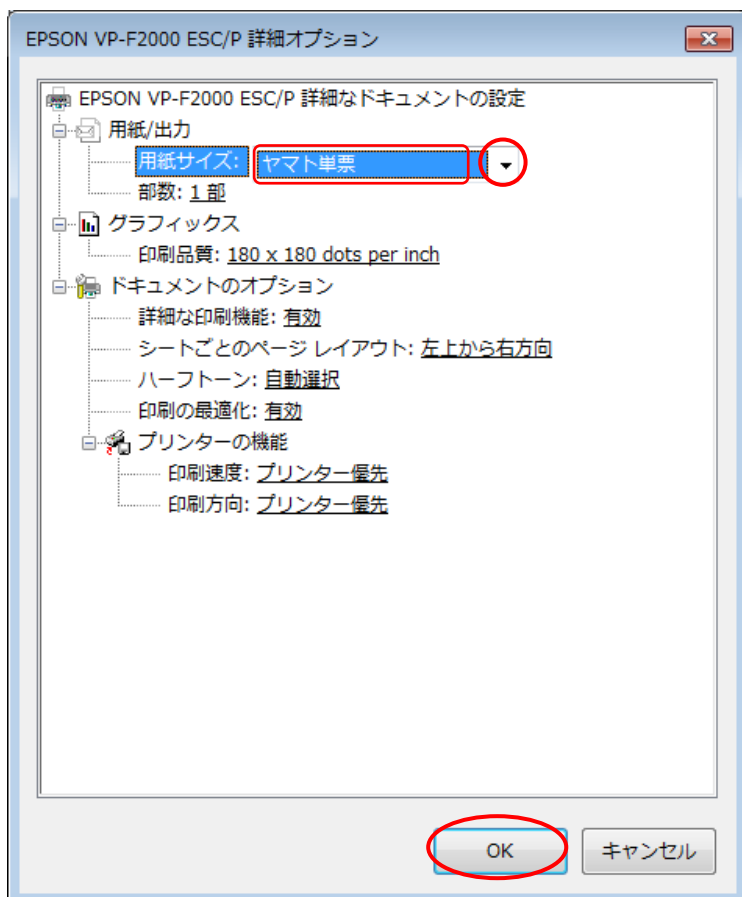 EPSON VP-F2000 ESC/P 詳細オプション
EPSON VP-F2000 ESC/P 詳細なドキュメントの設定
用紙/出力
用紙サイズ: ヤマト単票
部数: 1 部
グラフィックス
印刷品質: 180 x 180 dots per inch
ドキュメントのオプション
詳細な印刷機能: 有効
シートごとのページ レイアウト: 左上から右方向
ハーフトーン: 自動選択
印刷の最適化: 有効
プリンターの機能
印刷速度: プリンター優先
印刷方向: プリンター優先
OK キャンセル